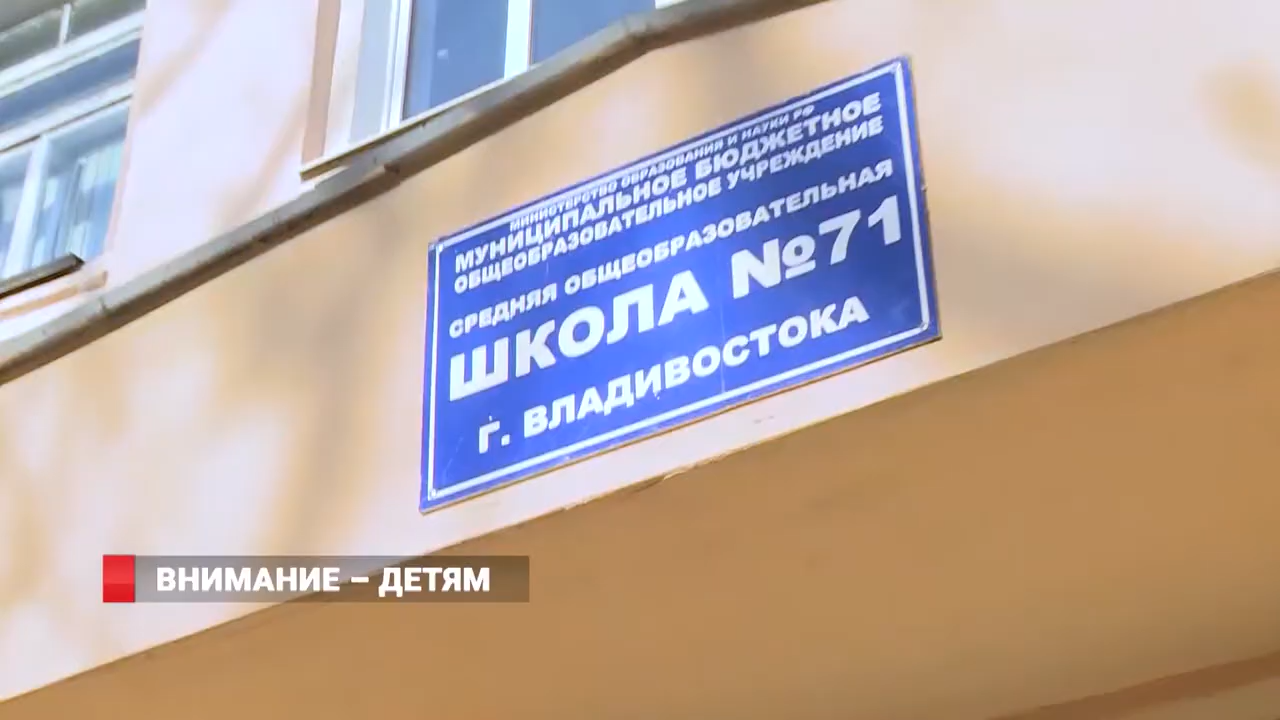 МИНИСТЕРСТВО ОБРАЗОВАНИЯ И НАУКИ РФ
МУНИЦИПАЛЬНОЕ БЮДЖЕТНОЕ
ОБЩЕОБРАЗОВАТЕЛЬНОЕ УЧРЕЖДЕНИЕ
СРЕДНЯЯ ОБЩЕОБРАЗОВАТЕЛЬНАЯ
ШКОЛА №71
г. ВЛАДИВОСТОКА
ВНИМАНИЕ – ДЕТЯМ